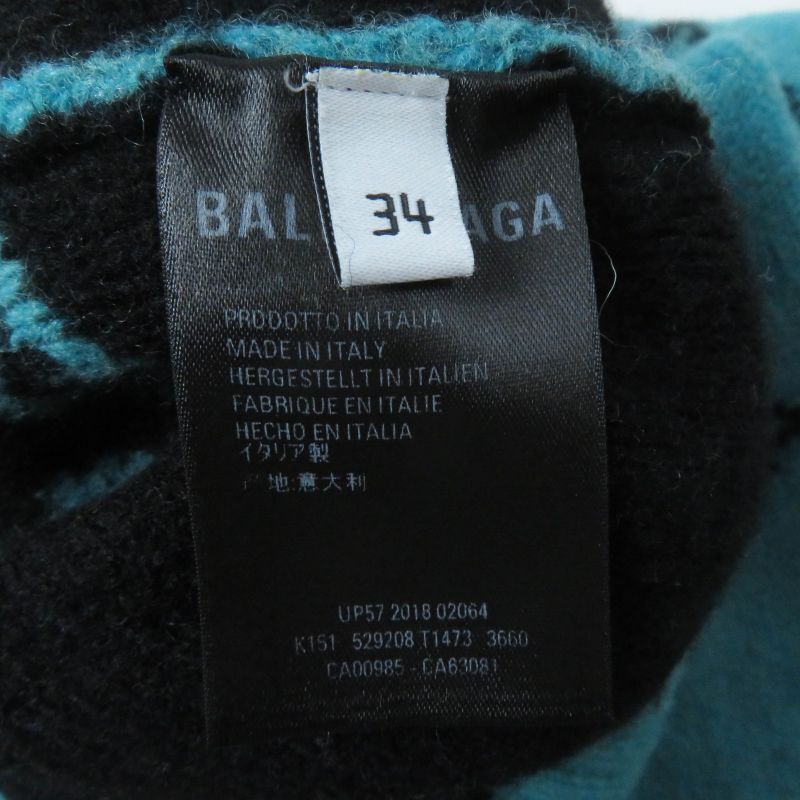 34
BAL AGA
PRODOTTO IN ITALIA
MADE IN ITALY
HERGESTELLT IN ITALIEN
FABRIQUE EN ITALIE
HECHO EN ITALIA
イタリア製
地:意大利
UP57 2018 02064
K151 529208 T1473 3660
CA00985 - CA63081